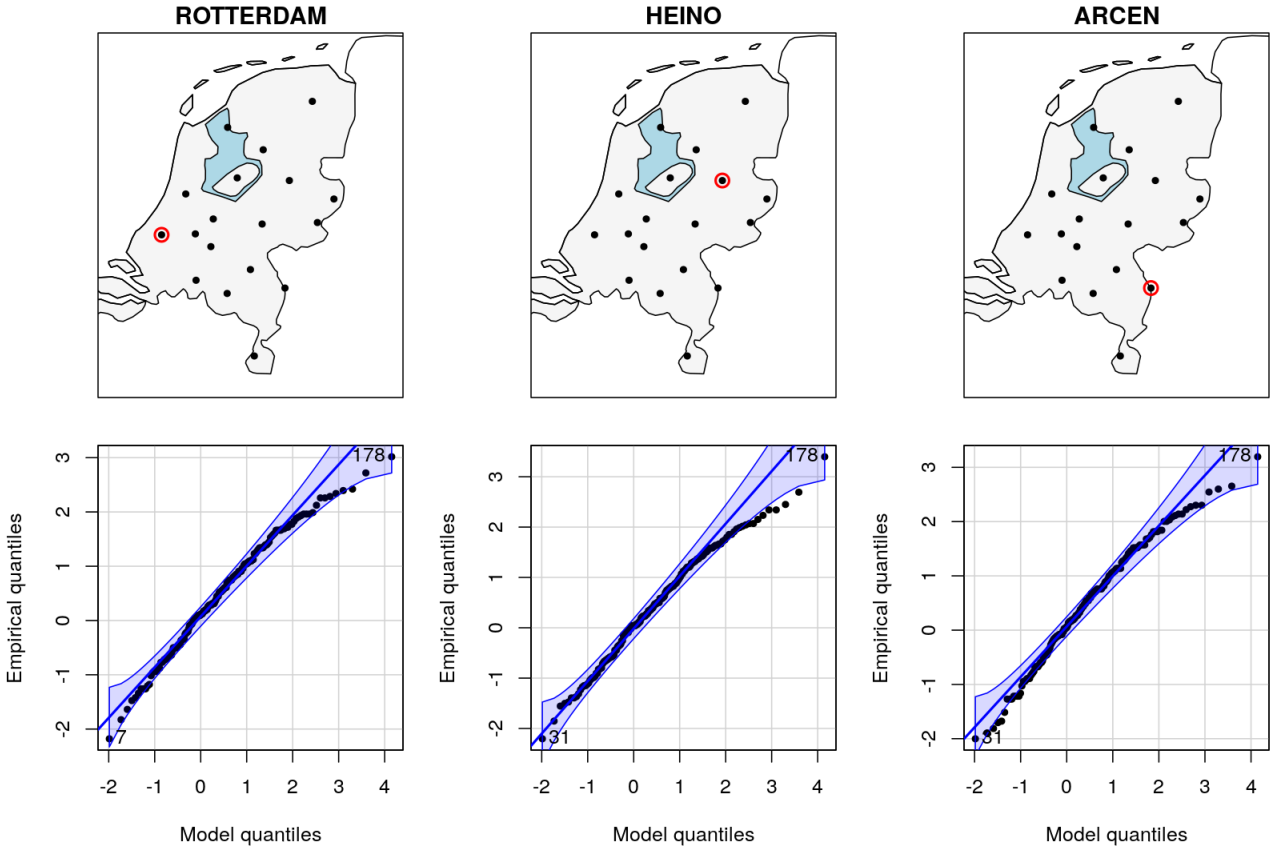 ROTTERDAM HEINO ARCEN
3 3 3
178 178 178
2 2 2
1 1 1
0 0 0
-1 -1 -1
-2 -2 -2
7 31 31
Empirical quantiles Empirical quantiles Empirical quantiles
-2 -1 0 1 2 3 4 -2 -1 0 1 2 3 4 -2 -1 0 1 2 3 4
Model quantiles Model quantiles Model quantiles